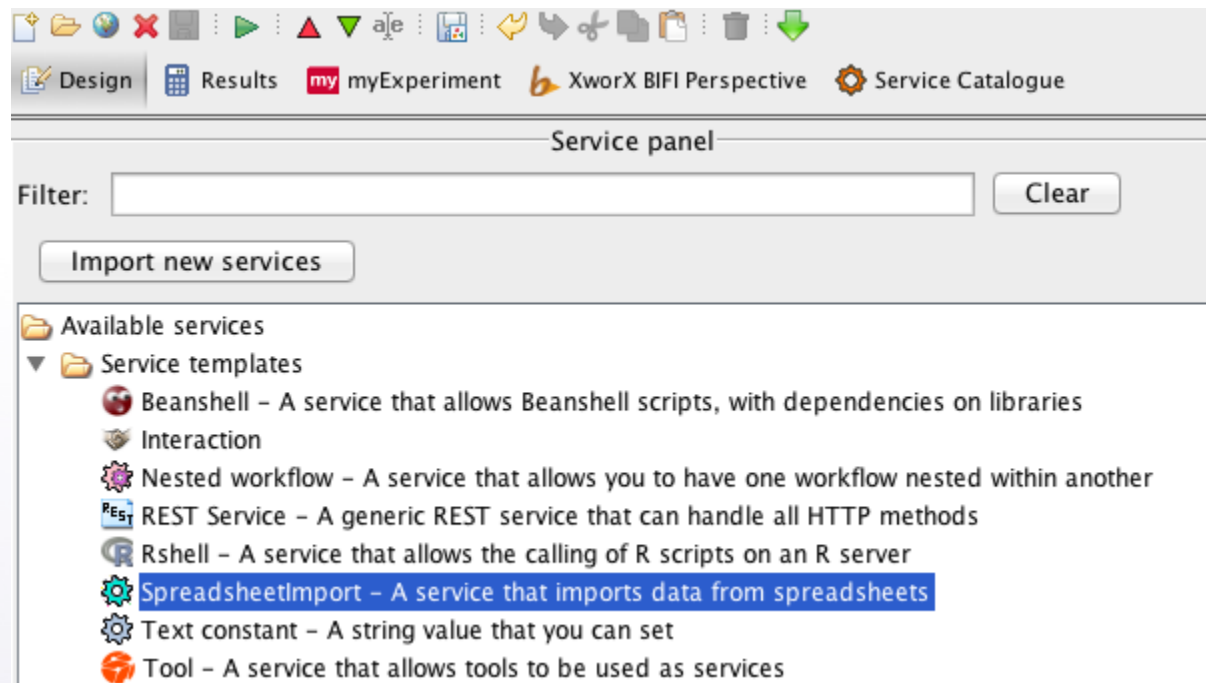 a|e
Design Results my myExperiment XworX BIFI Perspective Service Catalogue
Service panel
Filter: Clear
Import new services
Available services
Service templates
Beanshell – A service that allows Beanshell scripts, with dependencies on libraries
Interaction
Nested workflow – A service that allows you to have one workflow nested within another
REST REST Service – A generic REST service that can handle all HTTP methods
R Rshell – A service that allows the calling of R scripts on an R server
SpreadsheetImport – A service that imports data from spreadsheets
Text constant – A string value that you can set
Tool – A service that allows tools to be used as services